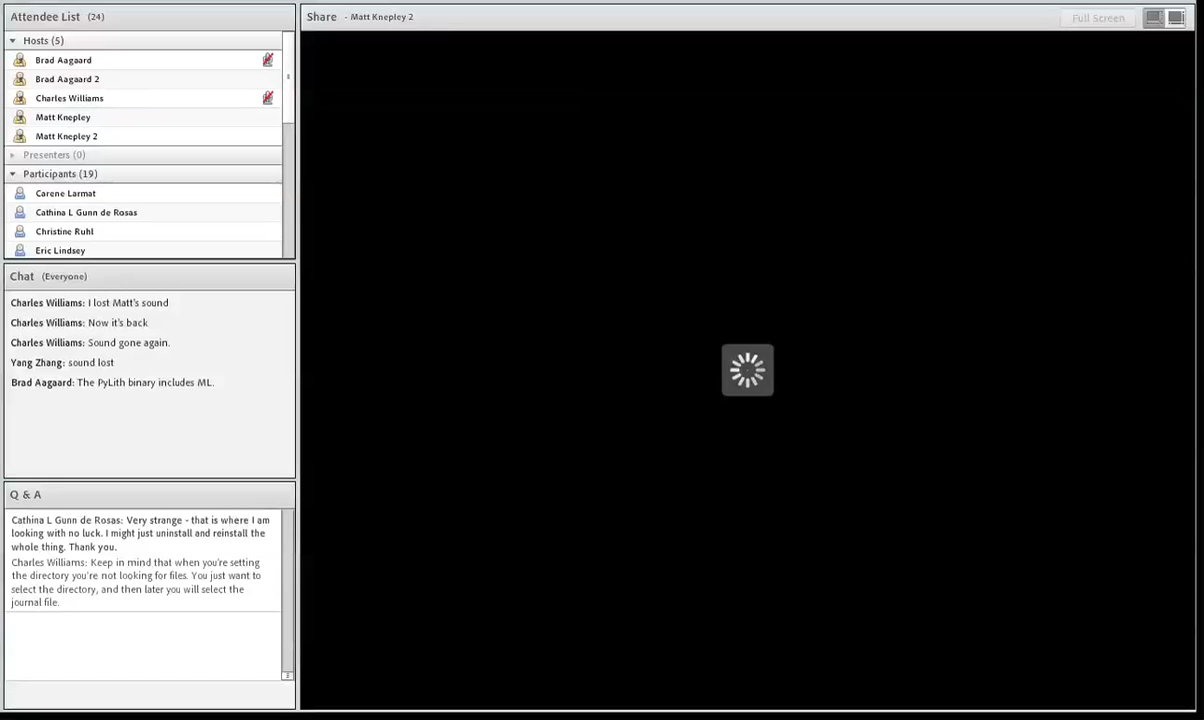 Attendee List (24)
Hosts (5)
Brad Aagaard
Brad Aagaard 2
Charles Williams
Matt Knepley
Matt Knepley 2
Presenters (0)
Participants (19)
Carene Larmat
Cathina L Gunn de Rosas
Christine Ruhl
Eric Lindsey
Chat (Everyone)
Charles Williams: I lost Matt's sound
Charles Williams: Now it's back
Charles Williams: Sound gone again.
Yang Zhang: sound lost
Brad Aagaard: The PyLith binary includes ML.
Q & A
Cathina L Gunn de Rosas: Very strange - that is where I am
looking with no luck. I might just uninstall and reinstall the
whole thing. Thank you.
Charles Williams: Keep in mind that when you're setting
the directory you're not looking for files. You just want to
select the directory, and then later you will select the
journal file.
Share - Matt Knepley 2
Full Screen